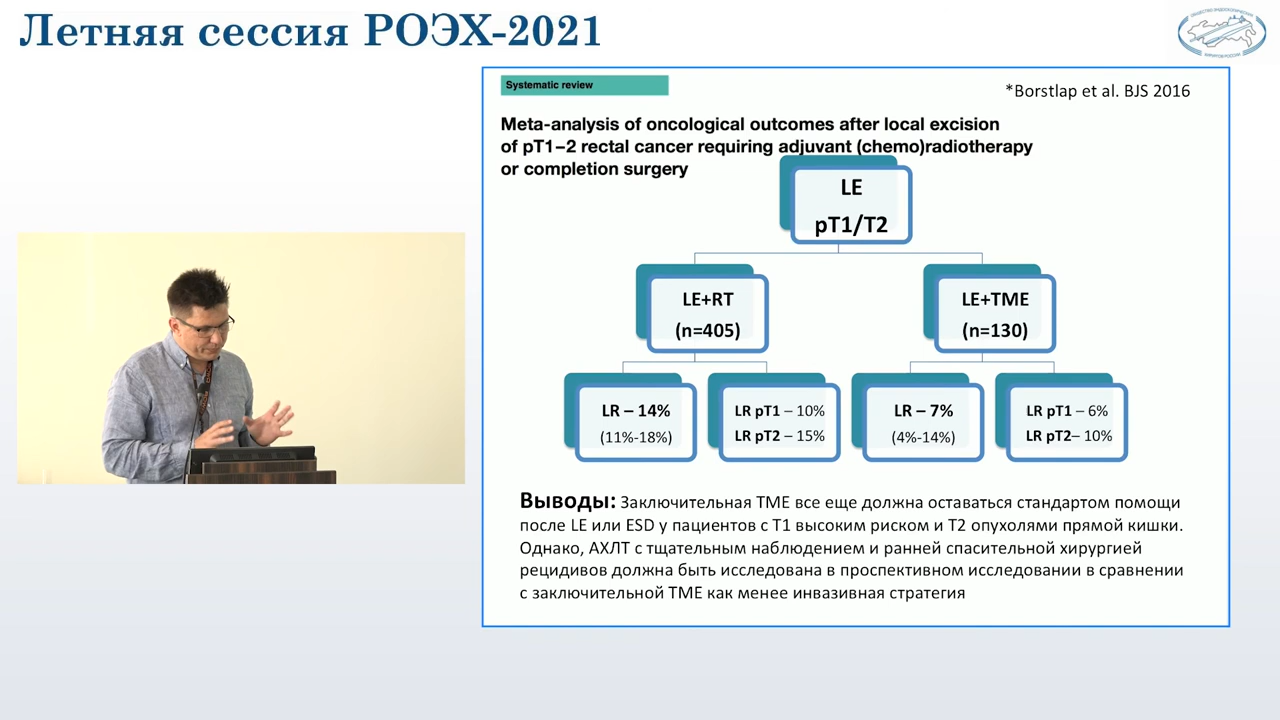 Летняя сессия РОЭХ-2021
Systematic review
*Borstlap et al. BJS 2016
Meta-analysis of oncological outcomes after local excision
of pT1–2 rectal cancer requiring adjuvant (chemo)radiotherapy
or completion surgery
LE
pT1/T2
LE+RT
(n=405)
LE+TME
(n=130)
LR – 14%
(11%-18%)
LR pT1 – 10%
LR pT2 – 15%
LR – 7%
(4%-14%)
LR pT1 – 6%
LR pT2– 10%
Выводы: Заключительная ТМЕ все еще должна оставаться стандартом помощи
после LE или ESD у пациентов с Т1 высоким риском и Т2 опухолями прямой кишки.
Однако, АХЛТ с тщательным наблюдением и ранней спасительной хирургией
рецидивов должна быть исследована в проспективном исследовании в сравнении
с заключительной ТМЕ как менее инвазивная стратегия